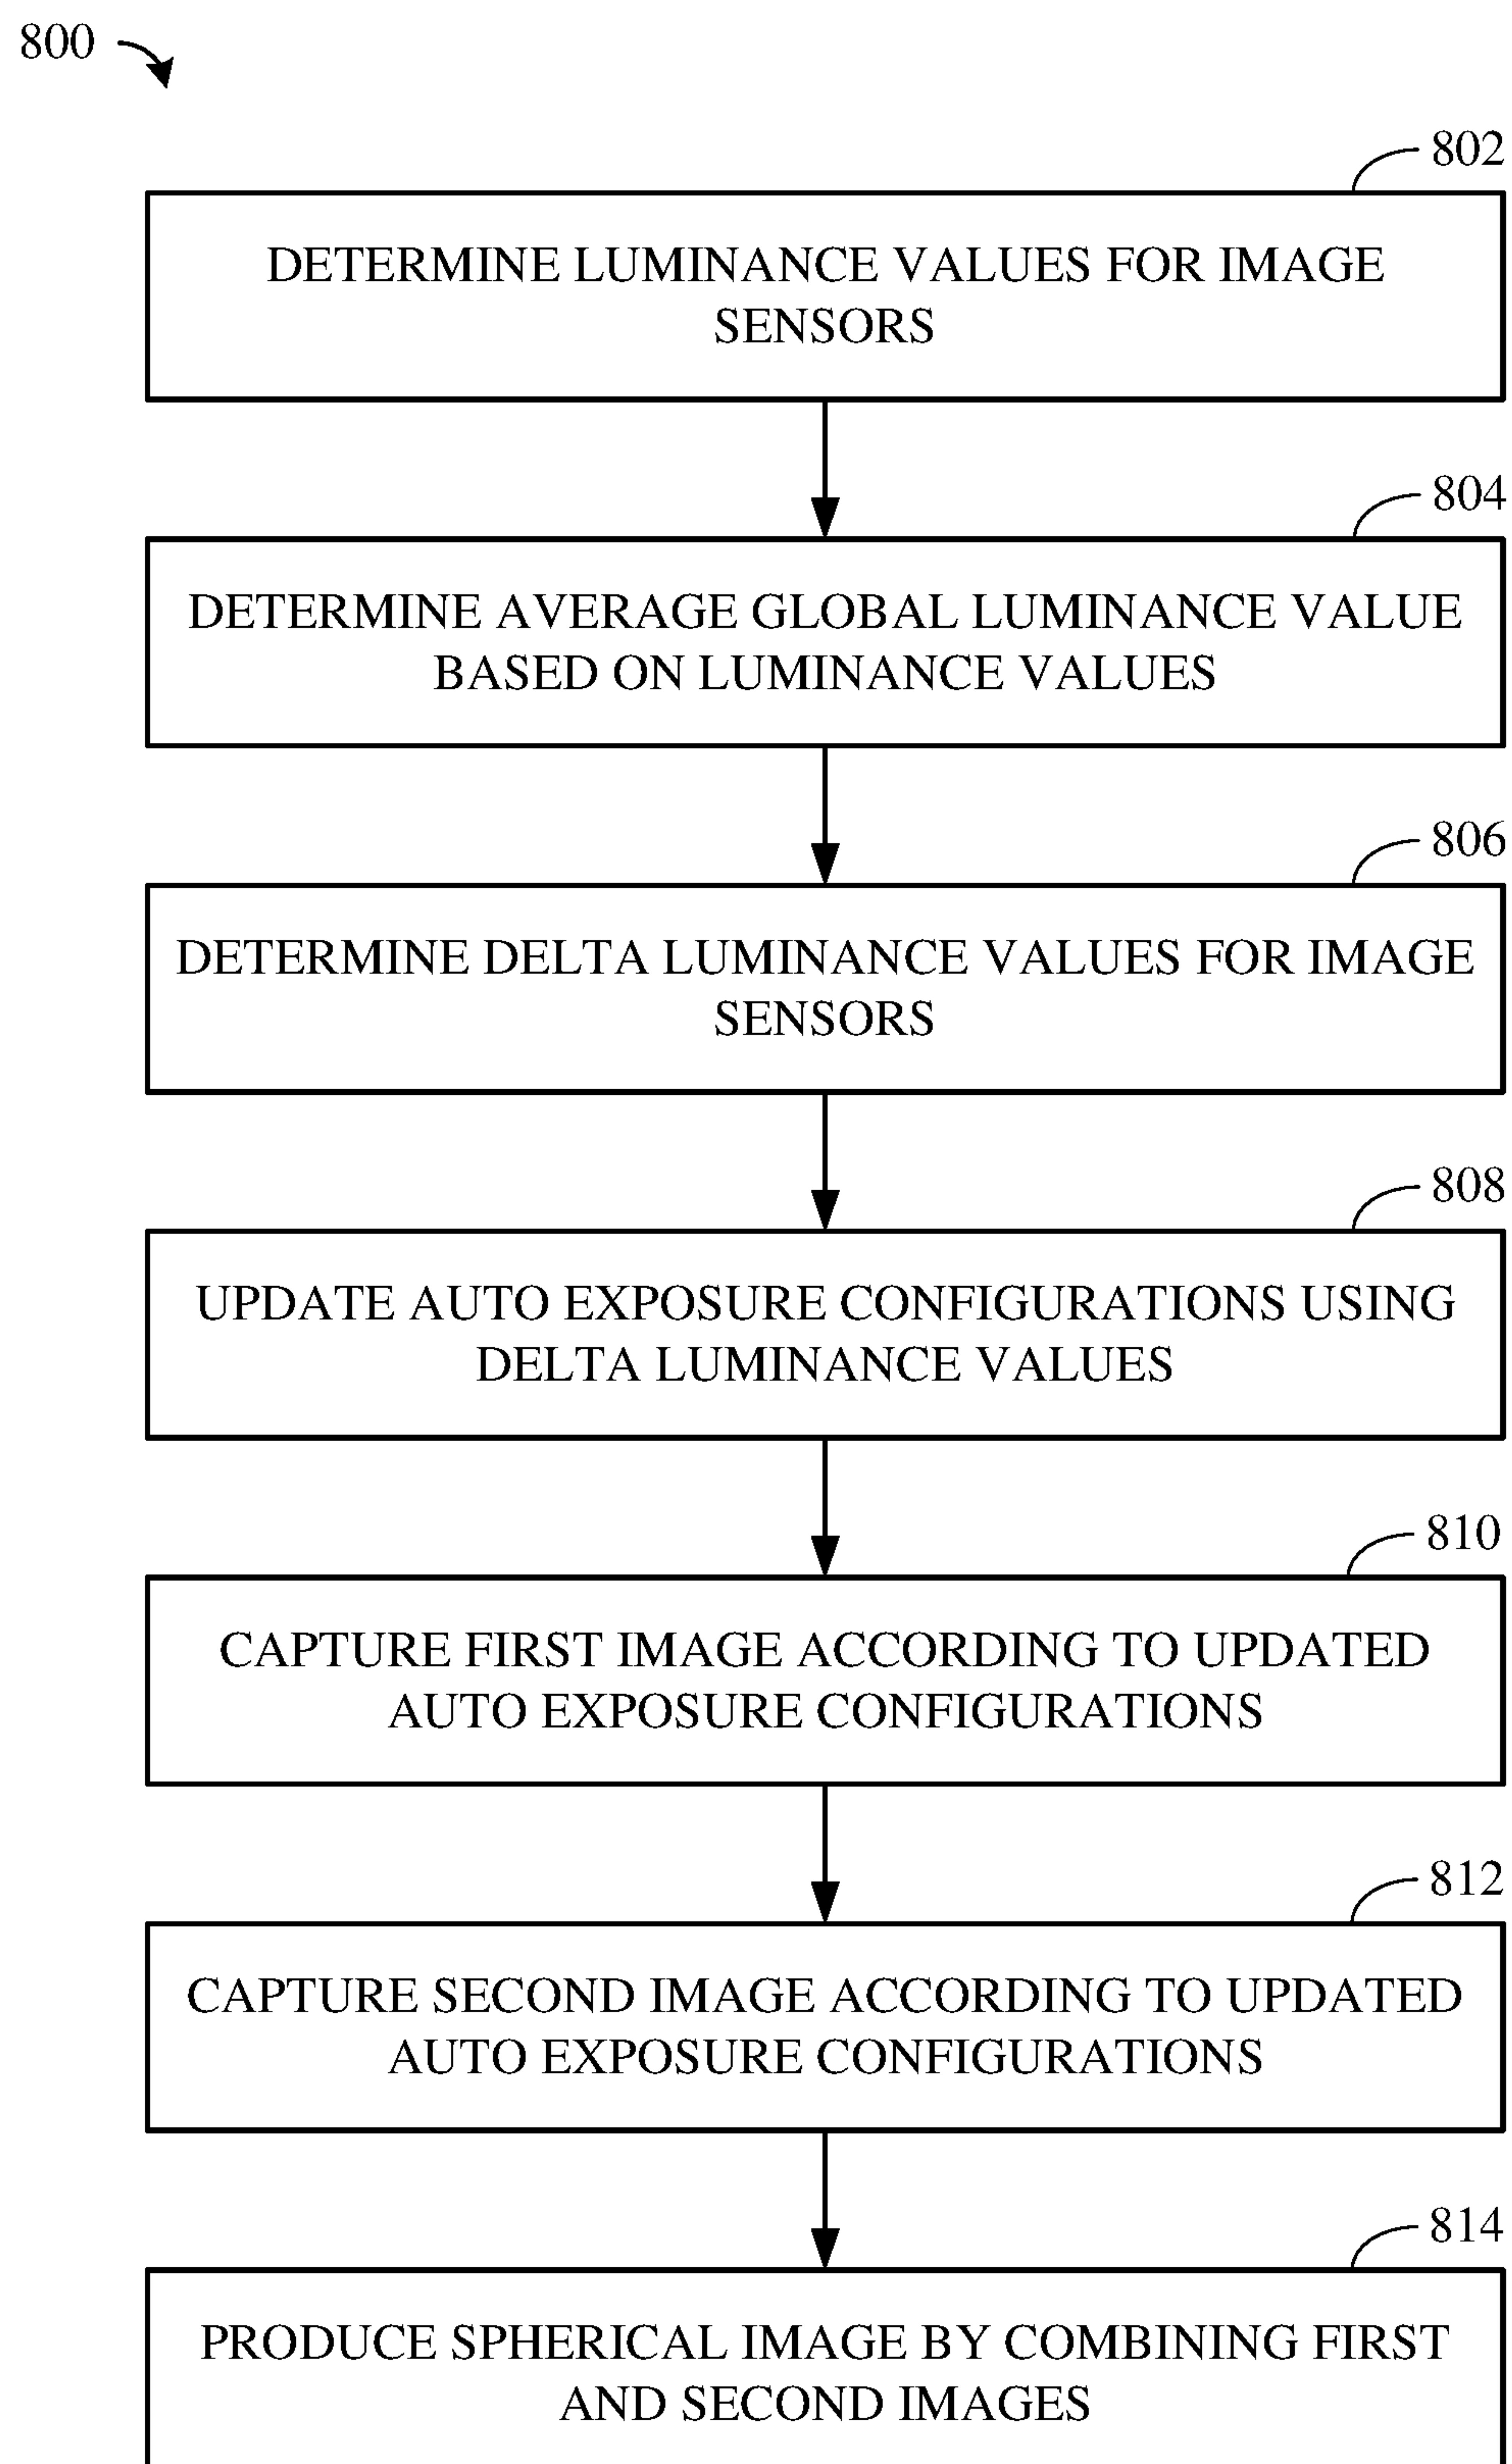 800
802
DETERMINE LUMINANCE VALUES FOR IMAGE
SENSORS
804
DETERMINE AVERAGE GLOBAL LUMINANCE VALUE
BASED ON LUMINANCE VALUES
806
DETERMINE DELTA LUMINANCE VALUES FOR IMAGE
SENSORS
808
UPDATE AUTO EXPOSURE CONFIGURATIONS USING
DELTA LUMINANCE VALUES
810
CAPTURE FIRST IMAGE ACCORDING TO UPDATED
AUTO EXPOSURE CONFIGURATIONS
812
CAPTURE SECOND IMAGE ACCORDING TO UPDATED
AUTO EXPOSURE CONFIGURATIONS
814
PRODUCE SPHERICAL IMAGE BY COMBINING FIRST
AND SECOND IMAGES